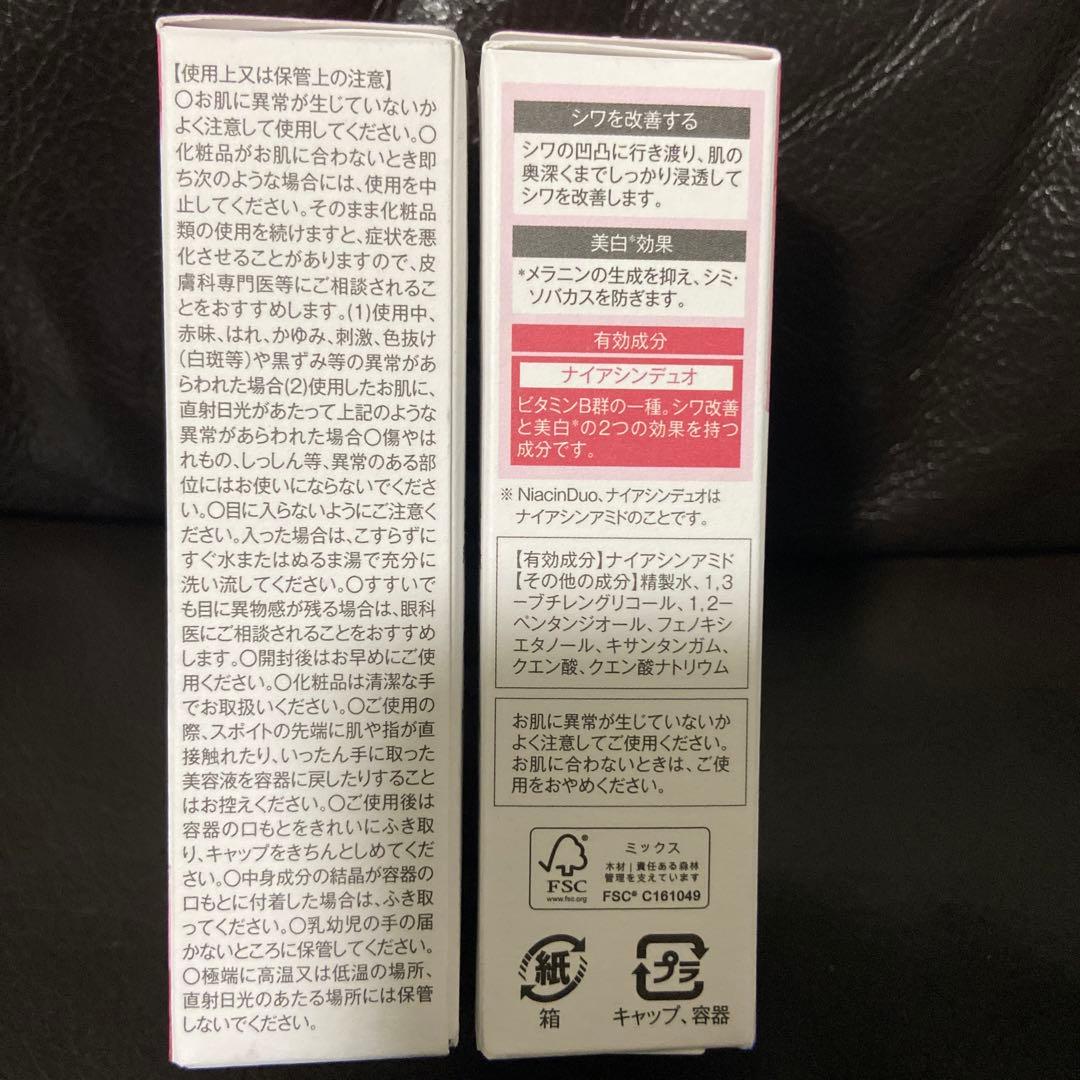 【使用上又は保管上の注意】
○お肌に異常が生じていないか
よく注意して使用してください。○
化粧品がお肌に合わないとき即
ち次のような場合には、使用を中
止してください。そのまま化粧品
類の使用を続けますと、症状を悪
化させることがありますので、皮
膚科専門医等にご相談されるこ
とをおすすめします。(1)使用中、
赤味、はれ、かゆみ、刺激、色抜け
(白斑等)や黒ずみ等の異常があ
らわれた場合(2)使用したお肌に、
直射日光があたって上記のような
異常があらわれた場合○傷やは
れもの、しっしん等、異常のある部
位にはお使いにならないでくださ
い。○目に入らないようにご注意く
ださい。入った場合は、こすらずに
すぐ水またはぬるま湯で充分に
洗い流してください。○すすいで
も目に異物感が残る場合は、眼科
医にご相談されることをおすすめ
します。○開封後はお早めにご使
用ください。○化粧品は清潔な手
でお取扱いください。○ご使用の
際、スポイトの先端に肌や指が直
接触れたり、いったん手に取った
美容液を容器に戻したりすること
はお控えください。○ご使用後は
容器の口もとをきれいにふき取
り、キャップをきちんとしめてくだ
さい。○中身成分の結晶が容器の
口もとに付着した場合は、ふき取
ってください。○乳幼児の手の届
かないところに保管してください。
○極端に高温又は低温の場所、
直射日光のあたる場所には保管
しないでください。
シワを改善する
シワの凹凸に行き渡り、肌の
奥深くまでしっかり浸透して
シワを改善します。
美白*効果
*メラニンの生成を抑え、シミ・
ソバカスを防ぎます。
有効成分
ナイアシンデュオ
ビタミンB群の一種。シワ改善
と美白*の2つの効果を持つ
成分です。
※ NiacinDuo、ナイアシンデュオは
ナイアシンアミドのことです。
【有効成分】ナイアシンアミド
【その他の成分】精製水、1,3
ーブチレングリコール、1,2ー
ペンタンジオール、フェノキシ
エタノール、キサンタンガム、
クエン酸、クエン酸ナトリウム
お肌に異常が生じていないか
よく注意してご使用ください。
お肌に合わないときは、ご使
用をおやめください。
FSC
www.fsc.org
ミックス
木材|責任ある森林
管理を支えています
FSC® C161049
紙
箱
プラ
キャップ、容器